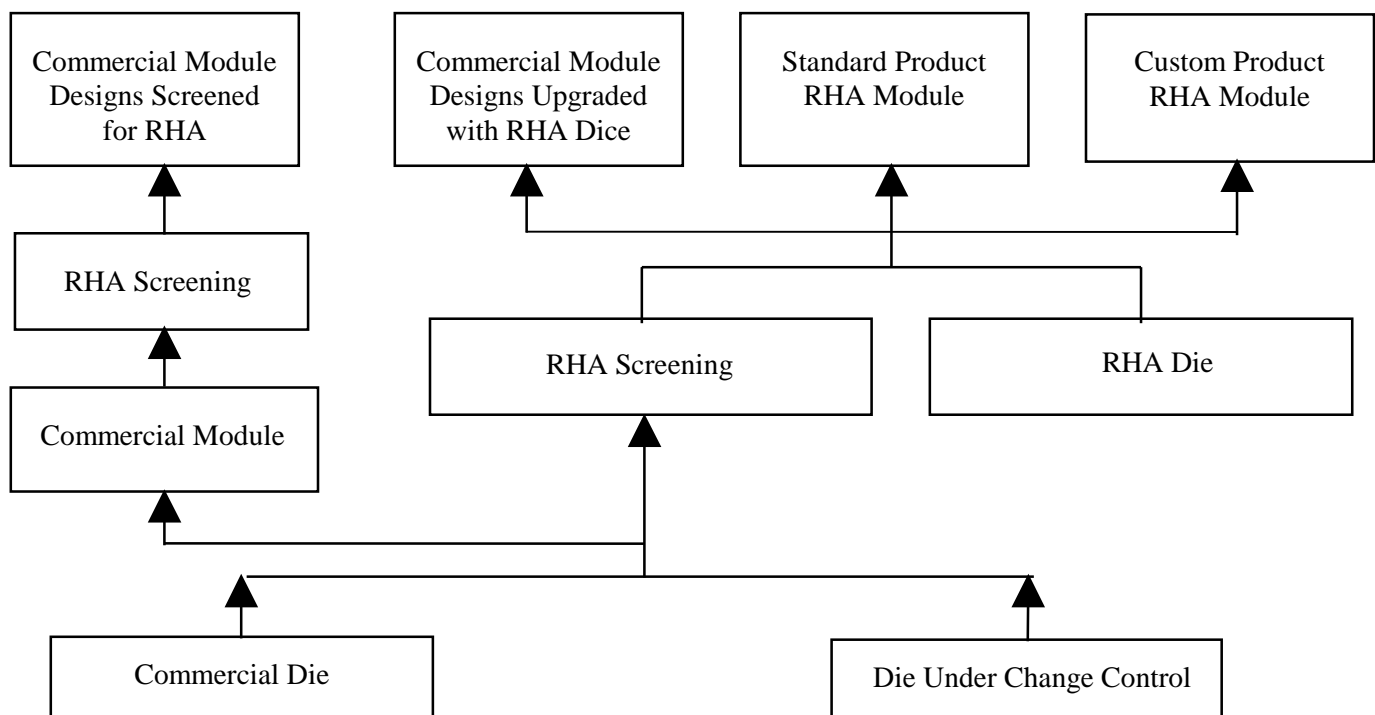 Commercial Module
Designs Screened
for RHA
Commercial Module
Designs Upgraded
with RHA Dice
Standard Product
RHA Module
Custom Product
RHA Module
RHA Screening
RHA Screening
RHA Die
Commercial Module
Commercial Die
Die Under Change Control